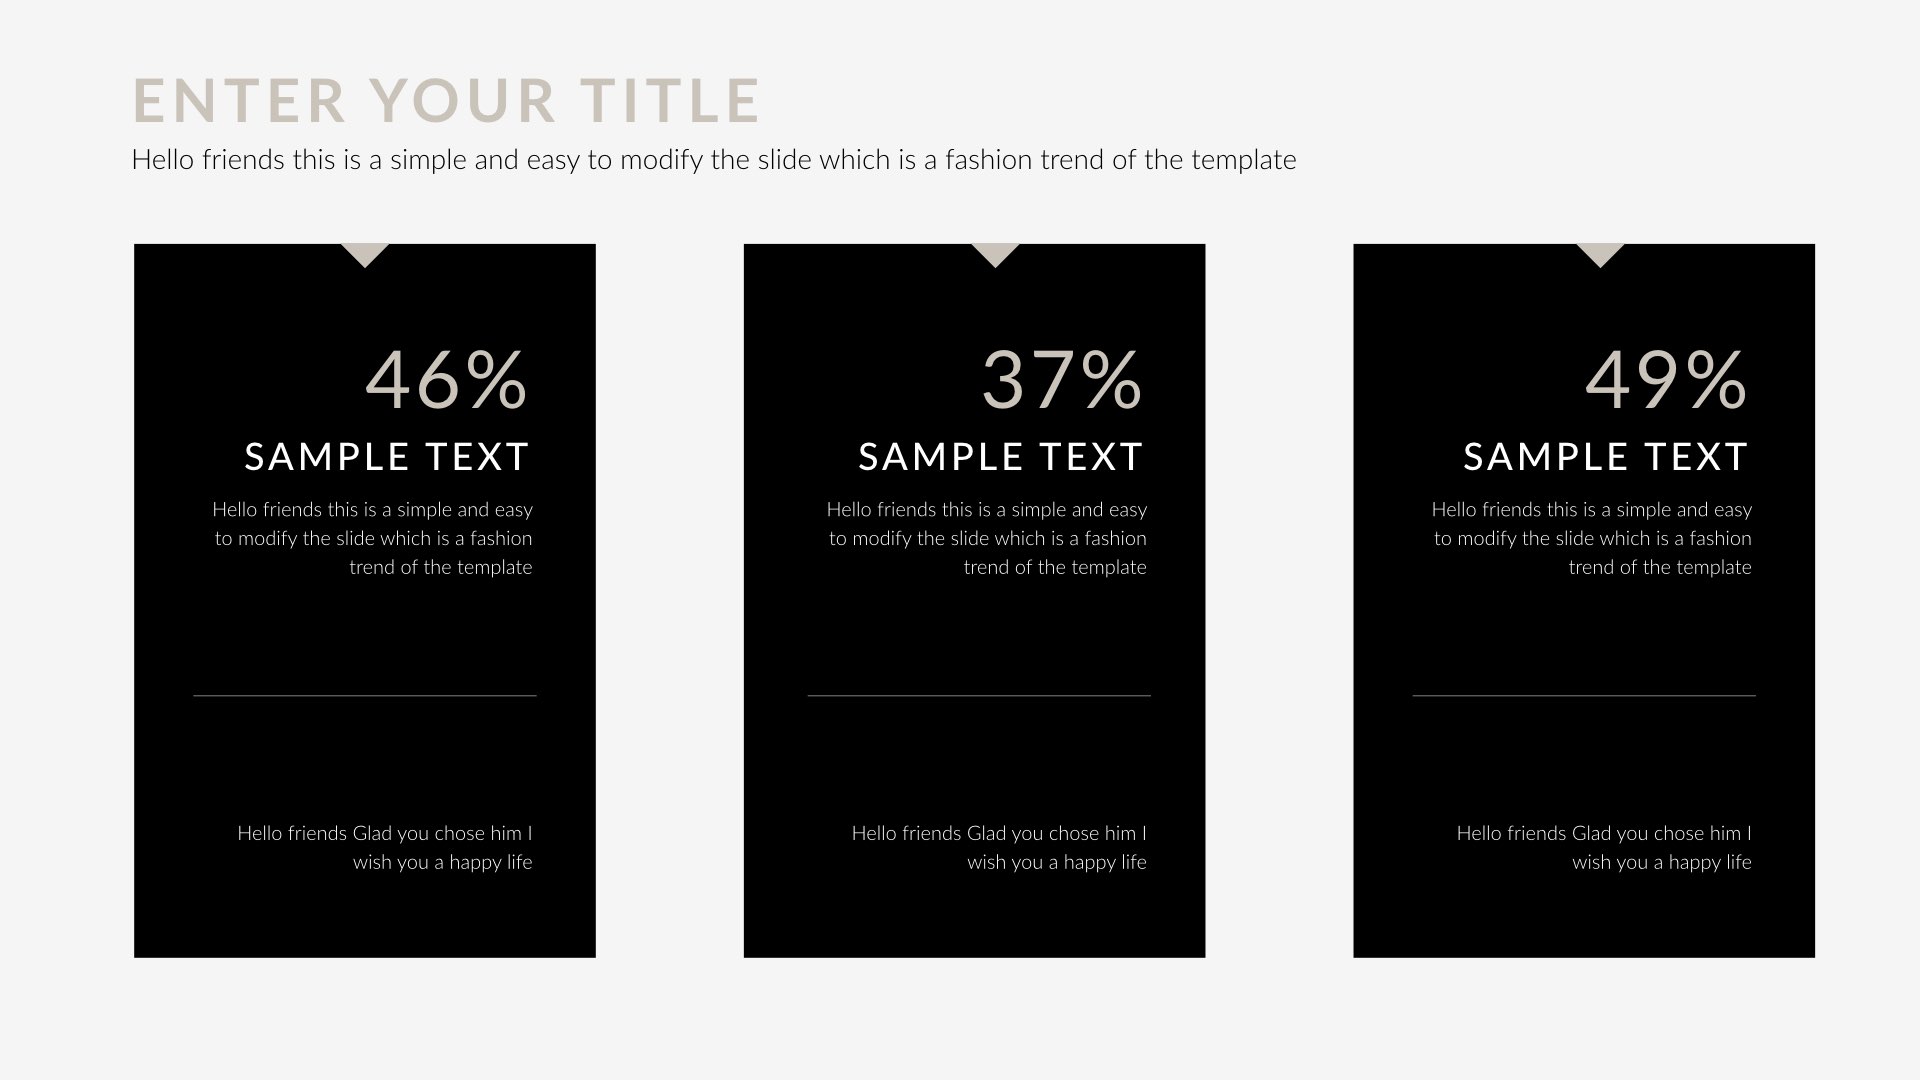 ENTER YOUR TITLE
Hello friends this is a simple and easy to modify the slide which is a fashion trend of the template
46%
SAMPLE TEXT
Hello friends this is a simple and easy
to modify the slide which is a fashion
trend of the template
Hello friends Glad you chose him I
wish you a happy life
37%
SAMPLE TEXT
Hello friends this is a simple and easy
to modify the slide which is a fashion
trend of the template
Hello friends Glad you chose him I
wish you a happy life
49%
SAMPLE TEXT
Hello friends this is a simple and easy
to modify the slide which is a fashion
trend of the template
Hello friends Glad you chose him I
wish you a happy life